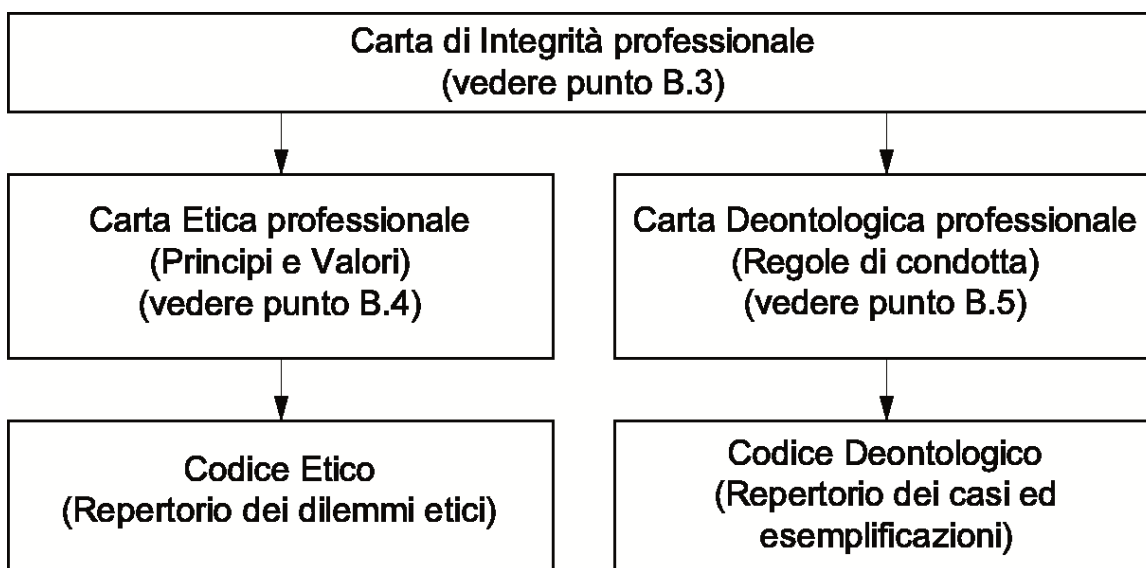 Carta di Integrità professionale
(vedere punto B.3)
Carta Etica professionale
(Principi e Valori)
(vedere punto B.4)
Carta Deontologica professionale
(Regole di condotta)
(vedere punto B.5)
Codice Etico
(Repertorio dei dilemmi etici)
Codice Deontologico
(Repertorio dei casi ed
esemplificazioni)